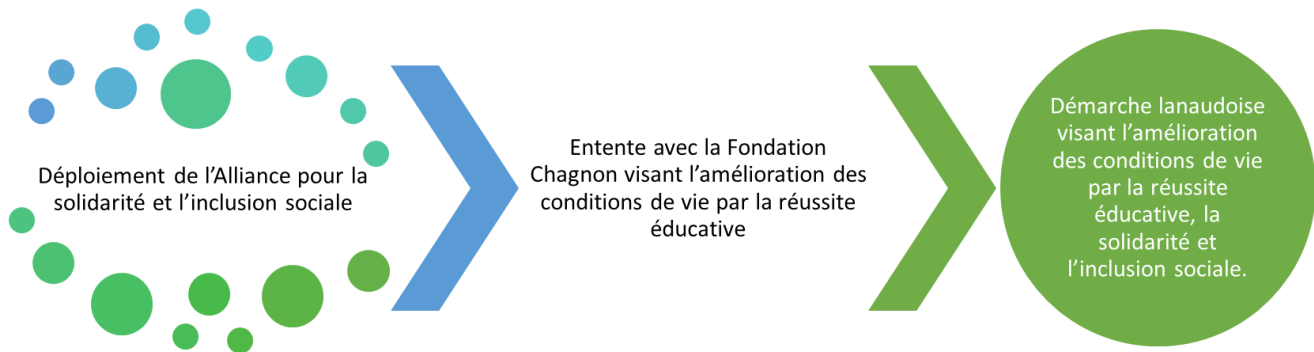 Déploiement de l’Alliance pour la
solidarité et l’inclusion sociale
Entente avec la Fondation
Chagnon visant l’amélioration des
conditions de vie par la réussite
éducative
Démarche lanaudoise
visant l’amélioration
des conditions de vie
par la réussite
éducative, la
solidarité et
l’inclusion sociale.